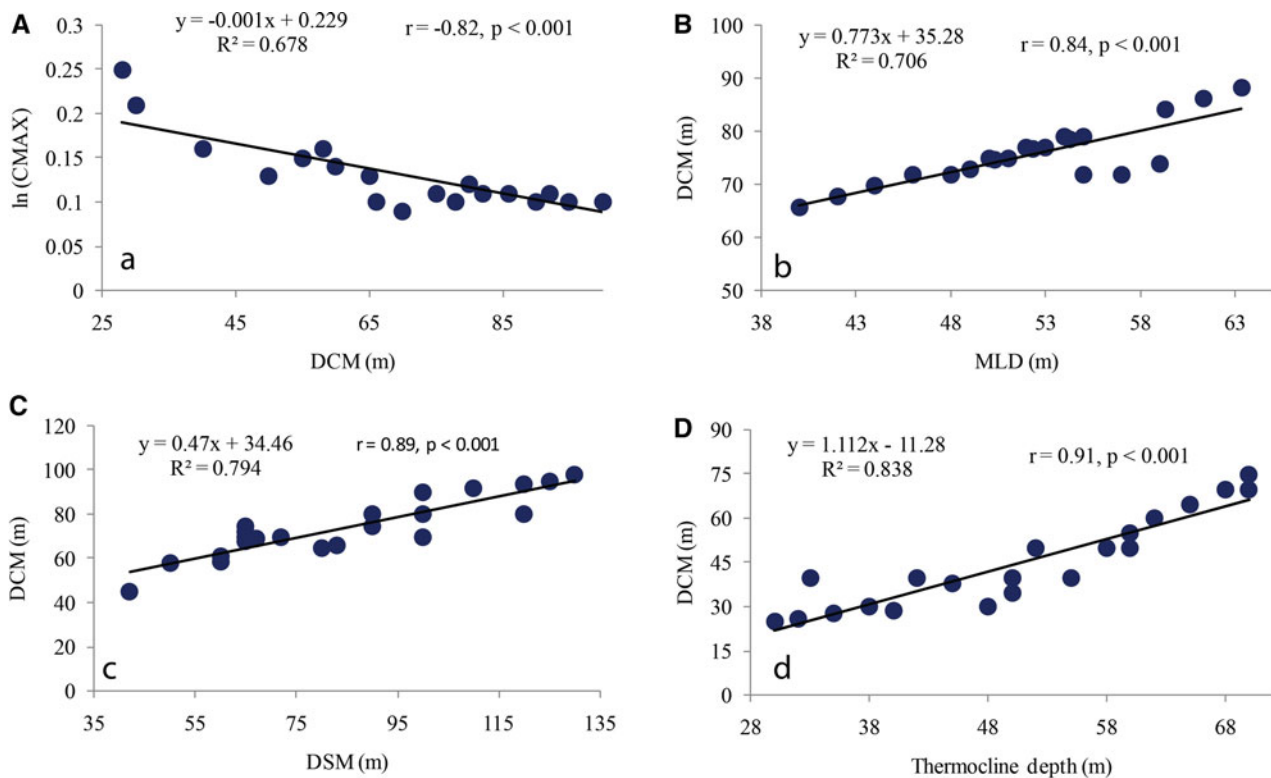 A
y = -0.001x + 0.229
R² = 0.678
r = -0.82, p < 0.001
ln (CMAX)
0.3
0.25
0.2
0.15
0.1
0.05
0
a
25 45 65 85
DCM (m)
B
y = 0.773x + 35.28
R² = 0.706
r = 0.84, p < 0.001
DCM (m)
100
90
80
70
60
50
b
38 43 48 53 58 63
MLD (m)
C
y = 0.47x + 34.46
R² = 0.794
r = 0.89, p < 0.001
DCM (m)
120
100
80
60
40
20
0
c
35 55 75 95 115 135
DSM (m)
D
y = 1.112x - 11.28
R² = 0.838
r = 0.91, p < 0.001
DCM (m)
90
75
60
45
30
15
0
d
28 38 48 58 68
Thermocline depth (m)